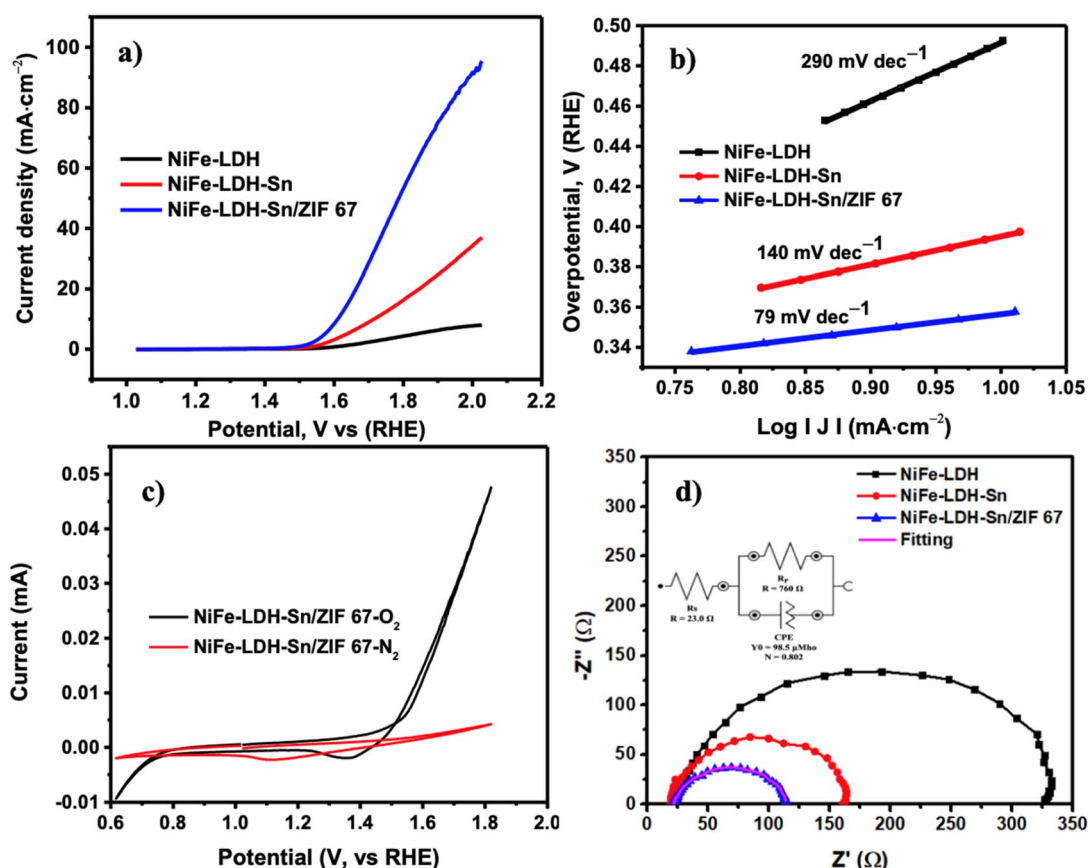 a)
Current density (mA·cm−2)
100
80
60
40
20
0
NiFe-LDH
NiFe-LDH-Sn
NiFe-LDH-Sn/ZIF 67
1.0 1.2 1.4 1.6 1.8 2.0 2.2
Potential, V vs (RHE)
b)
Overpotential, V (RHE)
0.50
0.48
0.46
0.44
0.42
0.40
0.38
0.36
0.34
290 mV dec−1
NiFe-LDH
NiFe-LDH-Sn
NiFe-LDH-Sn/ZIF 67
140 mV dec−1
79 mV dec−1
0.75 0.80 0.85 0.90 0.95 1.00 1.05
Log I J I (mA·cm−2)
c)
Current (mA)
0.05
0.04
0.03
0.02
0.01
0.00
-0.01
NiFe-LDH-Sn/ZIF 67-O2
NiFe-LDH-Sn/ZIF 67-N2
0.6 0.8 1.0 1.2 1.4 1.6 1.8 2.0
Potential (V, vs RHE)
d)
-Z" (Ω)
350
300
250
200
150
100
50
0
NiFe-LDH
NiFe-LDH-Sn
NiFe-LDH-Sn/ZIF 67
Fitting
Rs
R = 23.0 Ω
RP
R = 760 Ω
CPE
Y0 = 98.5 µMho
N = 0.802
0 50 100 150 200 250 300 350
Z' (Ω)